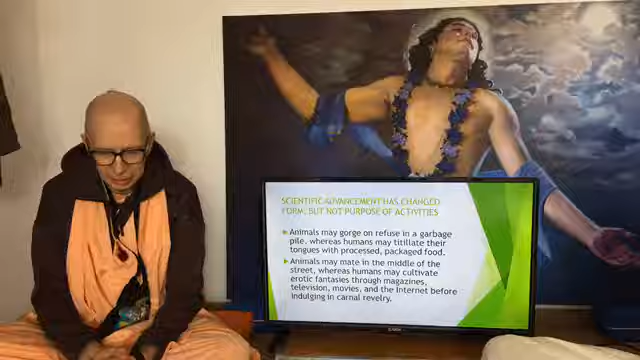 SCIENTIFIC ADVANCEMENT HAS CHANGED
FORM, BUT NOT PURPOSE OF ACTIVITIES
Animals may gorge on refuse in a garbage
pile, whereas humans may titillate their
tongues with processed, packaged food.
Animals may mate in the middle of the
street, whereas humans may cultivate
erotic fantasies through magazines,
television, movies, and the Internet before
indulging in carnal revelry.